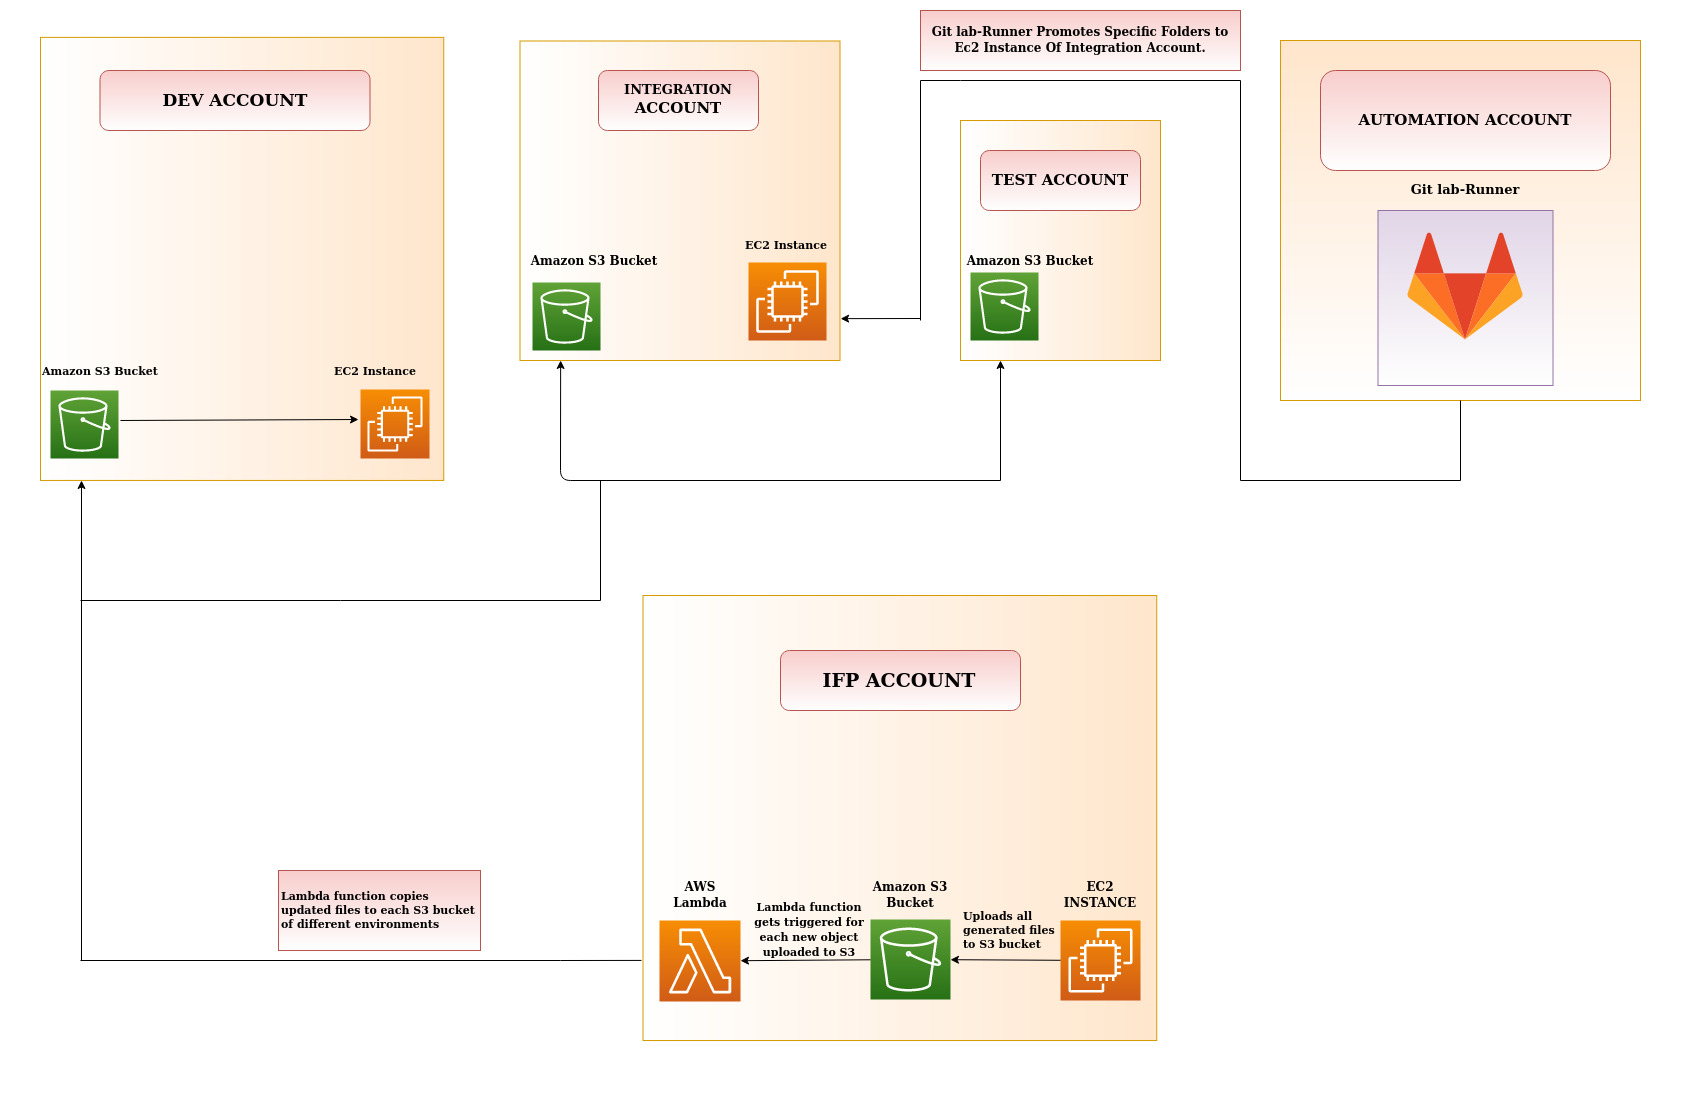 Git lab-Runner Promotes Specific Folders to
Ec2 Instance Of Integration Account.
DEV ACCOUNT
Amazon S3 Bucket
EC2 Instance
INTEGRATION
ACCOUNT
Amazon S3 Bucket
EC2 Instance
TEST ACCOUNT
Amazon S3 Bucket
AUTOMATION ACCOUNT
Git lab-Runner
IFP ACCOUNT
Lambda function copies
updated files to each S3 bucket
of different environments
AWS
Lambda
Lambda function
gets triggered for
each new object
uploaded to S3
Amazon S3
Bucket
Uploads all
generated files
to S3 bucket
EC2
INSTANCE